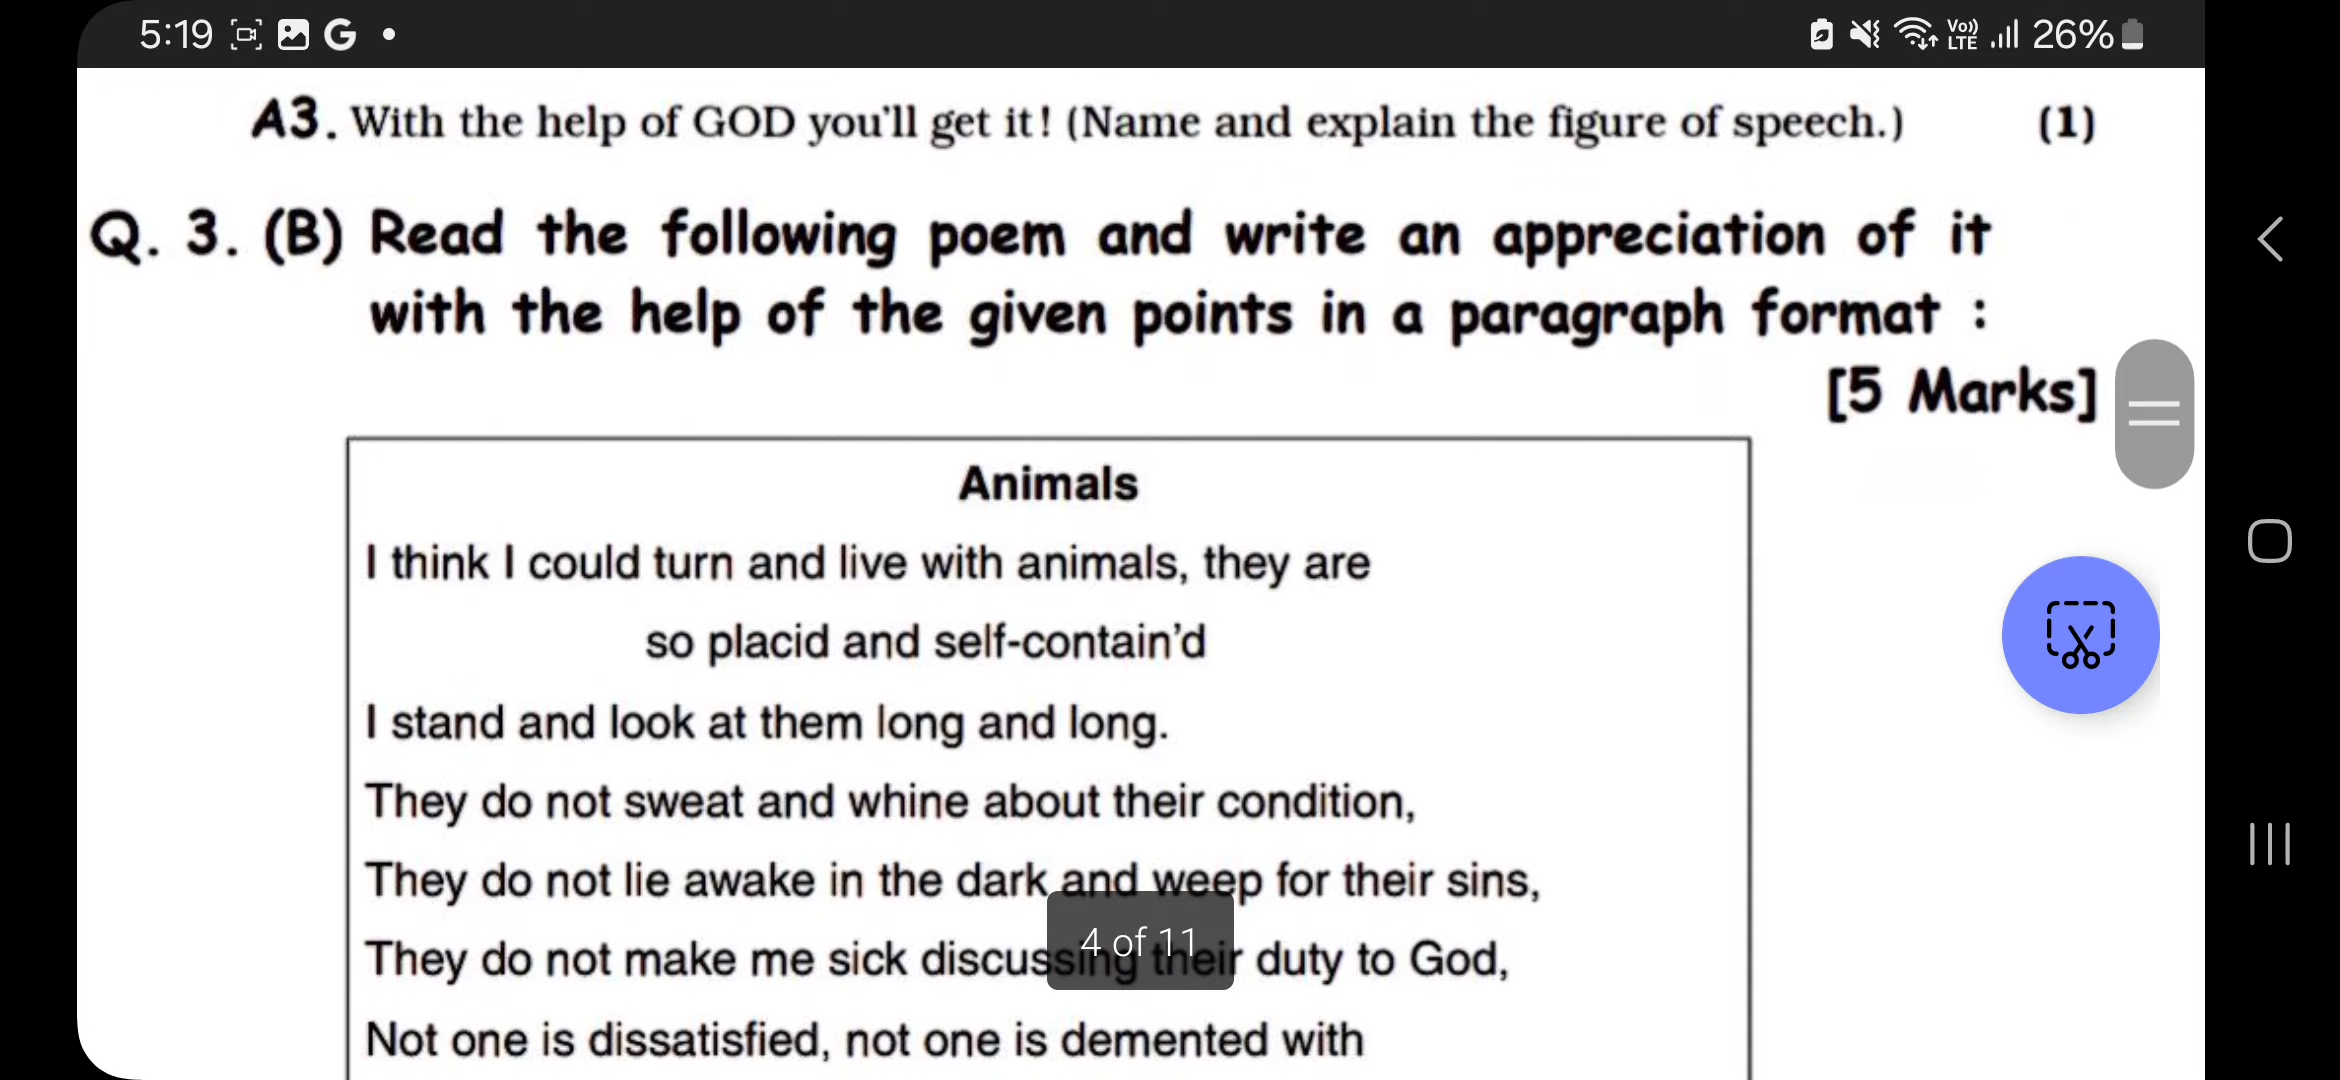 5:19 G
Vo)) LTE 26%
A3. With the help of GOD you'll get it! (Name and explain the figure of speech.) (1)
Q. 3. (B) Read the following poem and write an appreciation of it
with the help of the given points in a paragraph format :
[5 Marks]
Animals
I think I could turn and live with animals, they are
so placid and self-contain'd
I stand and look at them long and long.
They do not sweat and whine about their condition,
They do not lie awake in the dark and weep for their sins,
They do not make me sick discussing their duty to God,
4 of 11
Not one is dissatisfied, not one is demented with